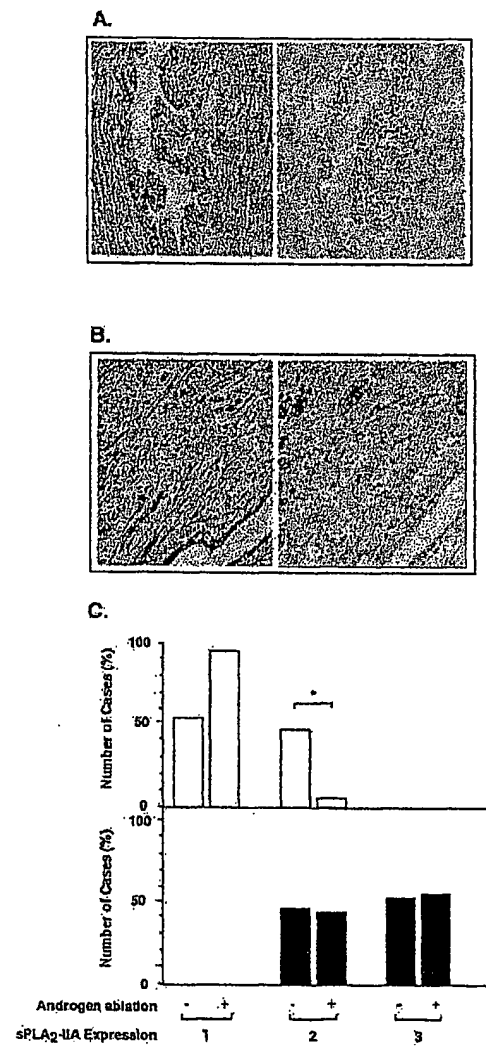 A.
B.
C.
Number of Cases (%)
100
50
0
*
Number of Cases (%)
100
50
0
Androgen ablation - + - + - +
sPLA2-IIA Expression 1 2 3